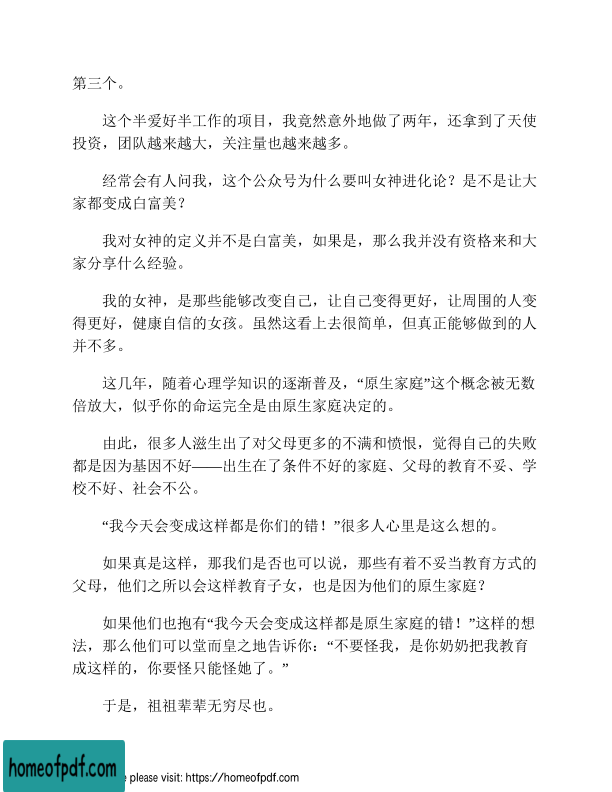 第三个。
这个半爱好半工作的项目，我竟然意外地做了两年，还拿到了天使
投资，团队越来越大，关注量也越来越多。
经常会有人问我，这个公众号为什么要叫女神进化论？是不是让大
家都变成白富美？
我对女神的定义并不是白富美，如果是，那么我并没有资格来和大
家分享什么经验。
我的女神，是那些能够改变自己，让自己变得更好，让周围的人变
得更好，健康自信的女孩。虽然这看上去很简单，但真正能够做到的人
并不多。
这几年，随着心理学知识的逐渐普及，“原生家庭”这个概念被无数
倍放大，似乎你的命运完全是由原生家庭决定的。
由此，很多人滋生出了对父母更多的不满和愤恨，觉得自己的失败
都是因为基因不好——出生在了条件不好的家庭、父母的教育不妥、学
校不好、社会不公。
“我今天会变成这样都是你们的错！”很多人心里是这么想的。
如果真是这样，那我们是否也可以说，那些有着不妥当教育方式的
父母，他们之所以会这样教育子女，也是因为他们的原生家庭？
如果他们也抱有“我今天会变成这样都是原生家庭的错！”这样的想
法，那么他们可以堂而皇之地告诉你：“不要怪我，是你奶奶把我教育
成这样的，你要怪只能怪她了。”
于是，祖祖辈辈无穷尽也。
homeofpdf.com
e please visit: https://homeofpdf.com